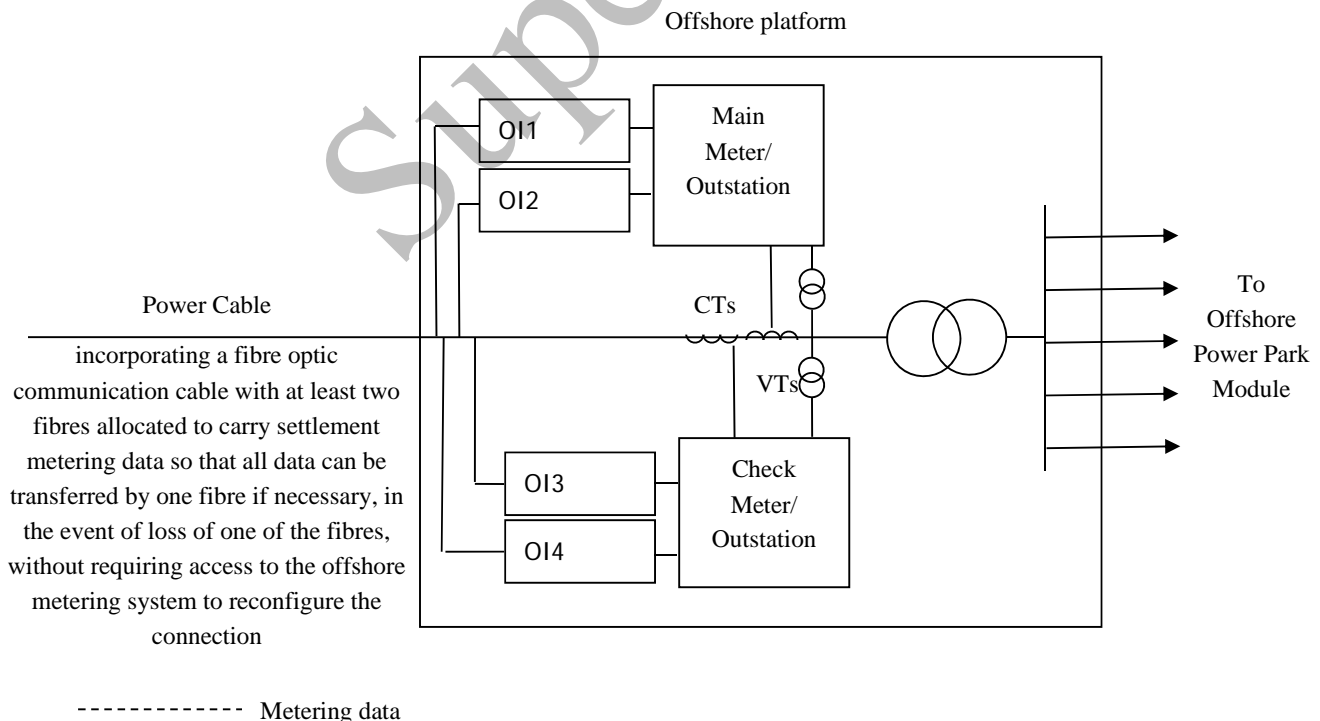 Offshore platform
Supe
OI1
OI2
Main
Meter/
Outstation
Power Cable
incorporating a fibre optic
communication cable with at least two
fibres allocated to carry settlement
metering data so that all data can be
transferred by one fibre if necessary, in
the event of loss of one of the fibres,
without requiring access to the offshore
metering system to reconfigure the
connection
CTs
VTs
To
Offshore
Power Park
Module
OI3
OI4
Check
Meter/
Outstation
Metering data